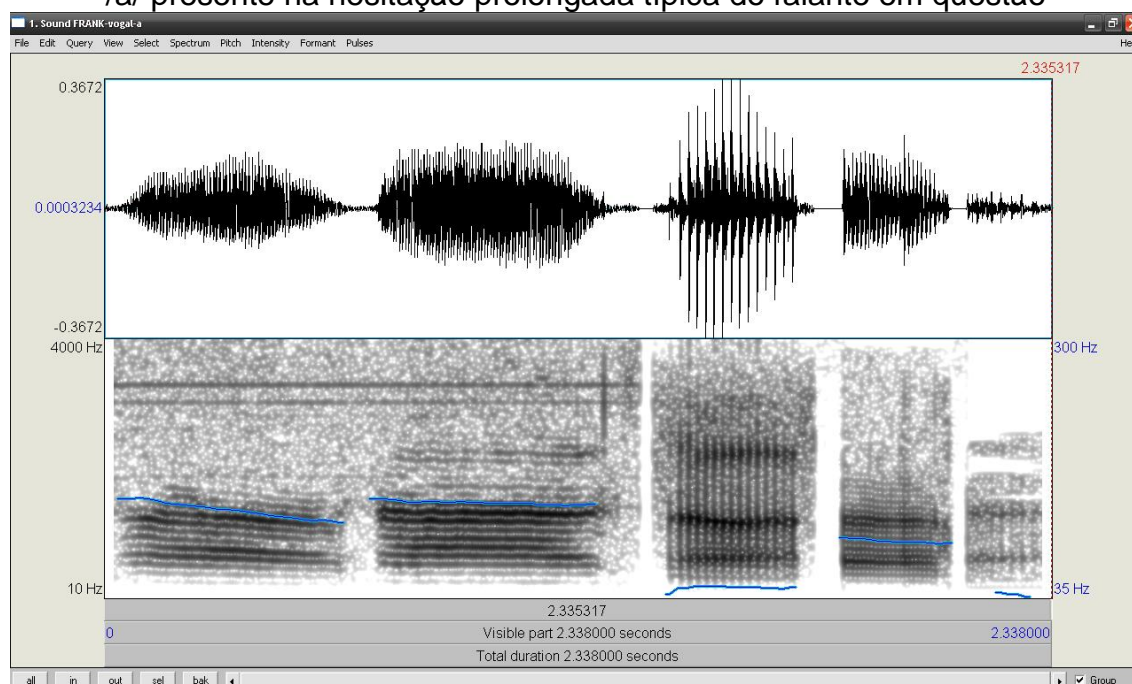 /a/ presente na hesitação prolongada típica do falante em questão
1. Sound FRANK-vogal-a
File Edit Query View Select Spectrum Pitch Intensity Formant Pulses He
2.335317
0.3672
0.0003234
-0.3672
4000 Hz 300 Hz
10 Hz 35 Hz
2.335317
0 Visible part 2.338000 seconds 2.338000
Total duration 2.338000 seconds
all in out sel bak Group